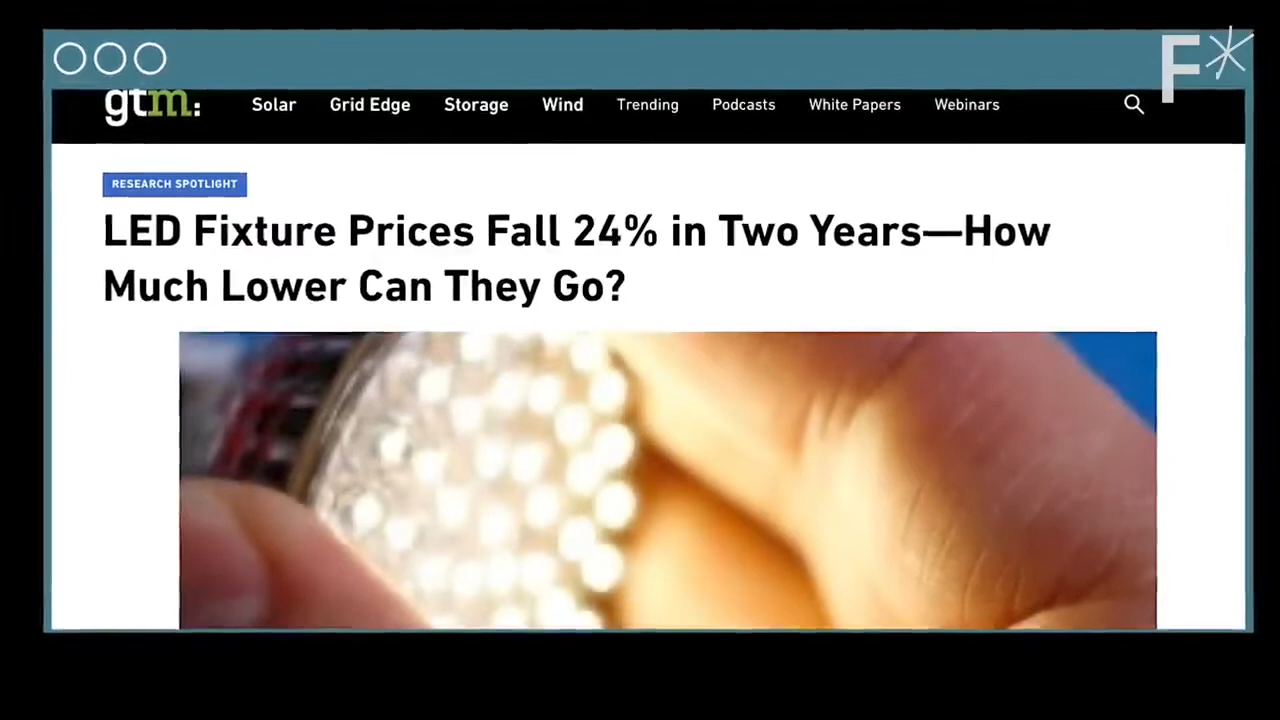 F*
gtm:
Solar
Grid Edge
Storage
Wind
Trending
Podcasts
White Papers
Webinars
RESEARCH SPOTLIGHT
LED Fixture Prices Fall 24% in Two Years—How
Much Lower Can They Go?